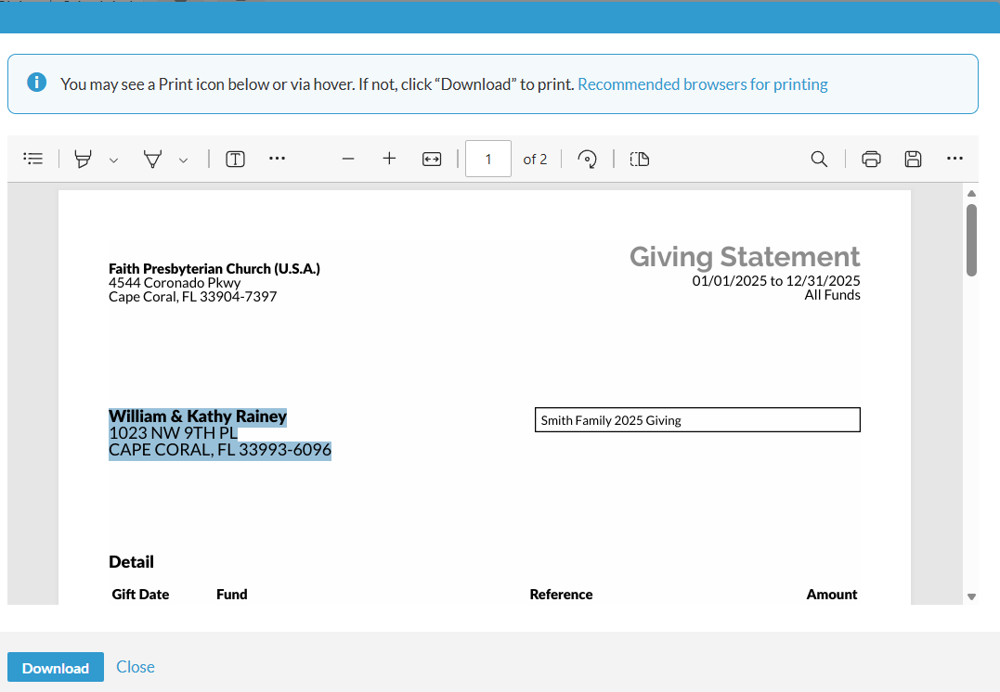 You may see a Print icon below or via hover. If not, click “Download” to print. Recommended browsers for printing
1 of 2
Giving Statement
01/01/2025 to 12/31/2025
All Funds
Faith Presbyterian Church (U.S.A.)
4544 Coronado Pkwy
Cape Coral, FL 33904-7397
William & Kathy Rainey
1023 NW 9TH PL
CAPE CORAL, FL 33993-6096
Smith Family 2025 Giving
Detail
Gift Date Fund Reference Amount
Download Close